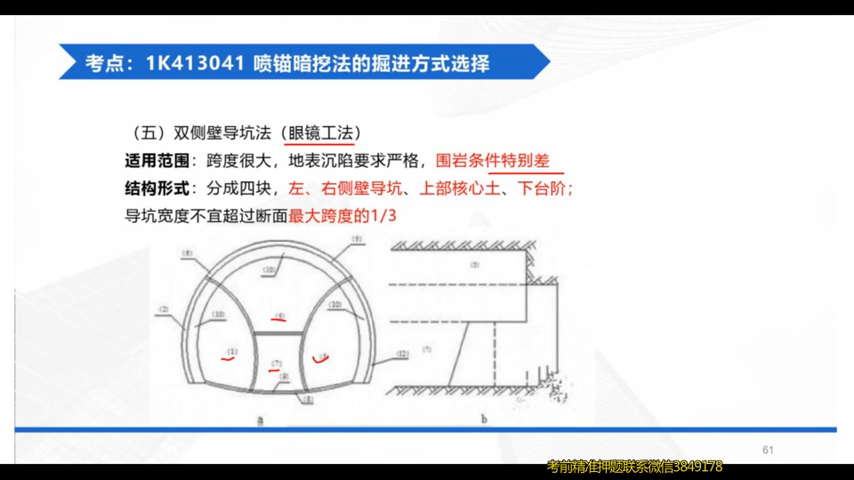 考点：1K413041 喷锚暗挖法的掘进方式选择
（五）双侧壁导坑法（眼镜工法）
适用范围：跨度很大，地表沉陷要求严格，围岩条件特别差
结构形式：分成四块，左、右侧壁导坑、上部核心土、下台阶；
导坑宽度不宜超过断面最大跨度的1/3
a
b
61
考前精准押题联系微信3849178